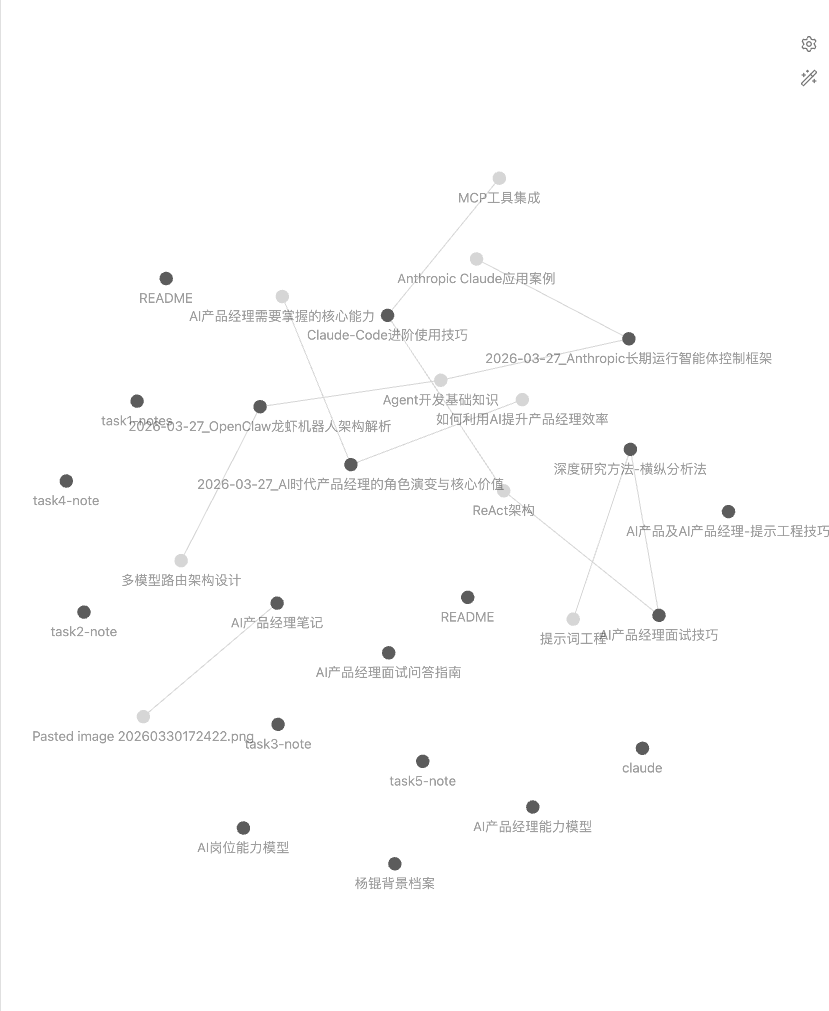 MCP工具集成
Anthropic Claude应用案例
README
AI产品经理需要掌握的核心能力
Claude-Code进阶使用技巧
2026-03-27_Anthropic长期运行智能体控制框架
Agent开发基础知识
如何利用AI提升产品经理效率
task1-notes
2026-03-27_OpenClaw龙虾机器人架构解析
深度研究方法-横纵分析法
2026-03-27_AI时代产品经理的角色演变与核心价值
task4-note
ReAct架构
AI产品及AI产品经理-提示工程技巧
多模型路由架构设计
README
AI产品经理笔记
task2-note
提示词工程
AI产品经理面试技巧
AI产品经理面试问答指南
Pasted image 20260330172422.png
task3-note
claude
task5-note
AI产品经理能力模型
AI岗位能力模型
杨锟背景档案